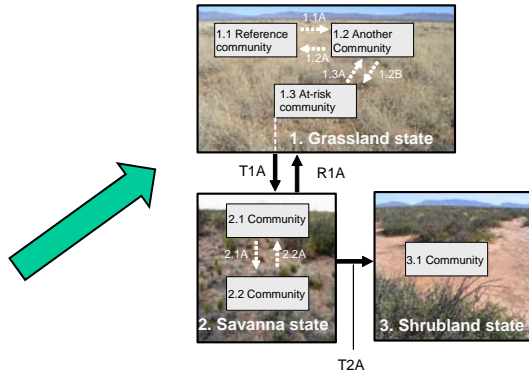 1.1A
1.1 Reference
community
1.2 Another
Community
1.2A
1.3A
1.2B
1.3 At-risk
community
1. Grassland state
T1A
R1A
2.1 Community
2.1A
2.2A
2.2 Community
2. Savanna state
3.1 Community
3. Shrubland state
T2A